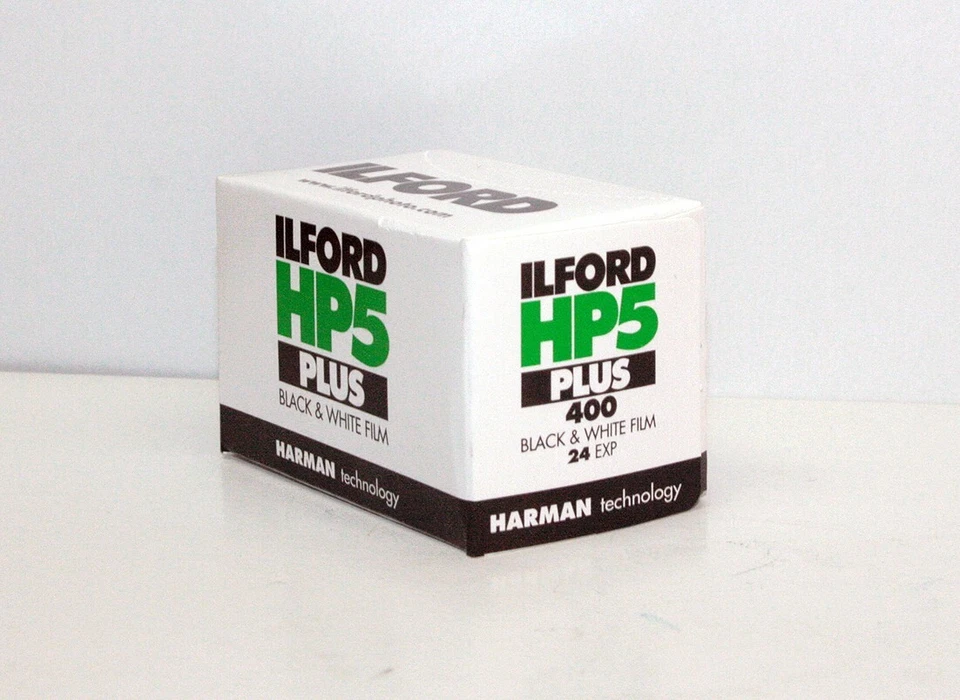 ILFORD
www.ilfordphoto.com
ILFORD
HP5
PLUS
BLACK & WHITE FILM
HARMAN technology
ILFORD
HP5
PLUS
400
BLACK & WHITE FILM
24 EXP
HARMAN technology